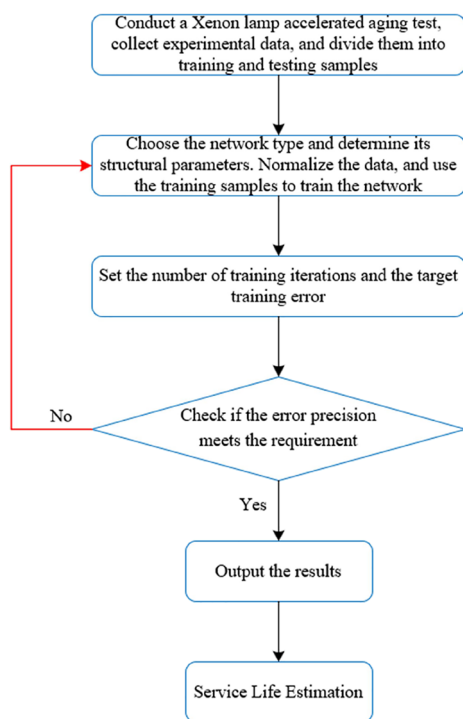 Conduct a Xenon lamp accelerated aging test,
collect experimental data, and divide them into
training and testing samples
Choose the network type and determine its
structural parameters. Normalize the data, and use
the training samples to train the network
Set the number of training iterations and the target
training error
Check if the error precision
meets the requirement
No
Yes
Output the results
Service Life Estimation